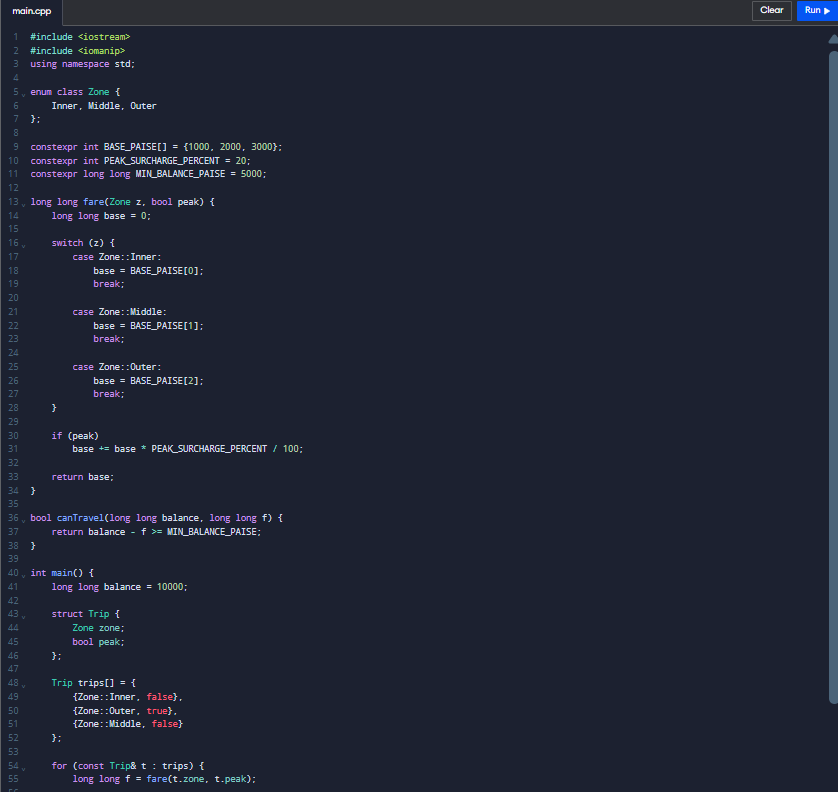 main.cpp
Clear
Run
1 #include <iostream>
2 #include <iomanip>
3 using namespace std;
4
5 enum class Zone {
6     Inner, Middle, Outer
7 };
8
9 constexpr int BASE_PAISE[] = {1000, 2000, 3000};
10 constexpr int PEAK_SURCHARGE_PERCENT = 20;
11 constexpr long long MIN_BALANCE_PAISE = 5000;
12
13 long long fare(Zone z, bool peak) {
14     long long base = 0;
15
16     switch (z) {
17         case Zone::Inner:
18             base = BASE_PAISE[0];
19             break;
20
21         case Zone::Middle:
22             base = BASE_PAISE[1];
23             break;
24
25         case Zone::Outer:
26             base = BASE_PAISE[2];
27             break;
28     }
29
30     if (peak)
31         base += base * PEAK_SURCHARGE_PERCENT / 100;
32
33     return base;
34 }
35
36 bool canTravel(long long balance, long long f) {
37     return balance - f >= MIN_BALANCE_PAISE;
38 }
39
40 int main() {
41     long long balance = 10000;
42
43     struct Trip {
44         Zone zone;
45         bool peak;
46     };
47
48     Trip trips[] = {
49         {Zone::Inner, false},
50         {Zone::Outer, true},
51         {Zone::Middle, false}
52     };
53
54     for (const Trip& t : trips) {
55         long long f = fare(t.zone, t.peak);